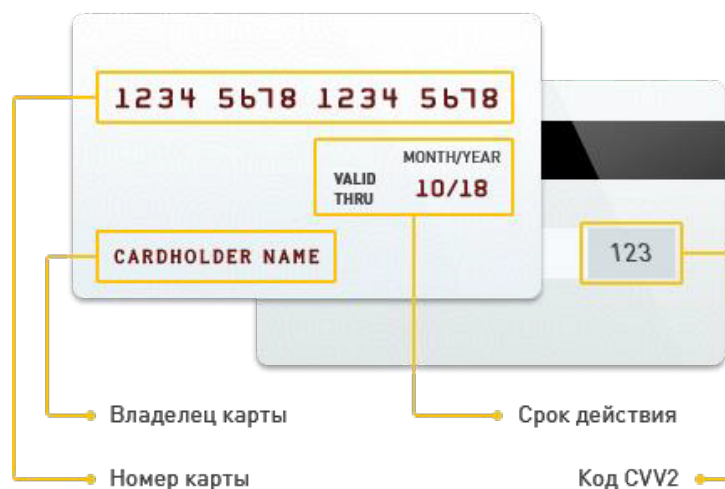 1234 5678 1234 5678
MONTH/YEAR
VALID
THRU
10/18
CARDHOLDER NAME
123
Владелец карты
Срок действия
Номер карты
Код CVV2